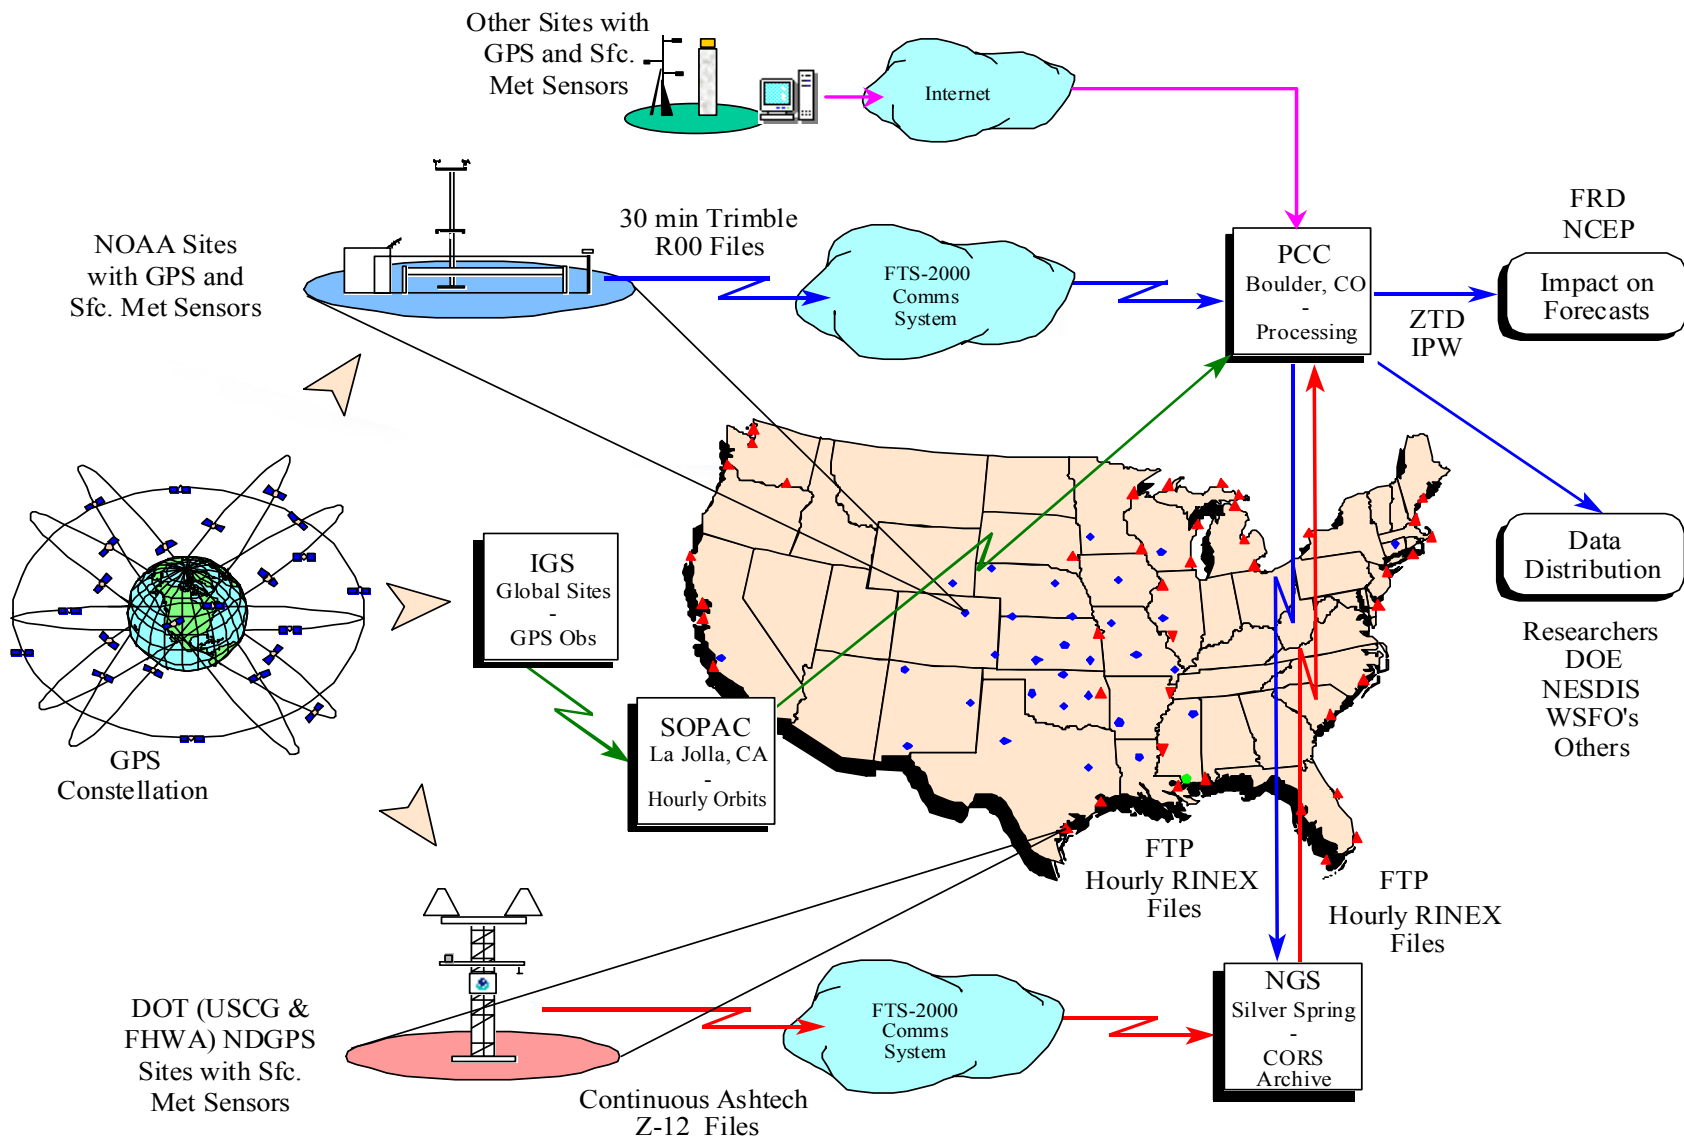 Other Sites with
GPS and Sfc.
Met Sensors
Internet
NOAA Sites
with GPS and
Sfc. Met Sensors
30 min Trimble
R00 Files
FTS-2000
Comms
System
PCC
Boulder, CO
-
Processing
FRD
NCEP
Impact on
Forecasts
ZTD
IPW
IGS
Global Sites
-
GPS Obs
SOPAC
La Jolla, CA
-
Hourly Orbits
Data
Distribution
Researchers
DOE
NESDIS
WSFO's
Others
GPS
Constellation
FTP
Hourly RINEX
Files
FTP
Hourly RINEX
Files
DOT (USCG &
FHWA) NDGPS
Sites with Sfc.
Met Sensors
Continuous Ashtech
Z-12 Files
FTS-2000
Comms
System
NGS
Silver Spring
-
CORS
Archive